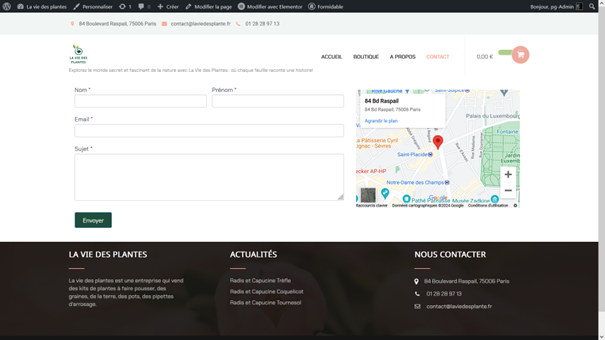 La vie des plantes Personnaliser 1 0 Créer Modifier la page Modifier avec Elementor Formidable Bonjour, pg-Admin
84 Boulevard Raspail, 75006 Paris contact@laviedesplante.fr 01 28 28 97 13
LA VIE DES
PLANTES
ACCUEIL BOUTIQUE A PROPOS CONTACT 0,00 €
Explorez le monde secret et fascinant de la nature avec La Vie des Plantes : où chaque feuille raconte une histoire!
Nom * Prénom *
Email *
Sujet *
Envoyer
84 Bd Raspail
84 Bd Raspail, 75006 Paris
Agrandir le plan
Palais du Luxembourg
Fontaine
La Pâtisserie Cyril
Lignac - Sèvres
Saint-Placide
Jardin
Necker AP-HP
Notre-Dame des Champs
Pathé Parnasse
Musée Zadkine
Raccourcis clavier Données cartographiques ©2024 Google Conditions d'utilisation
LA VIE DES PLANTES
La vie des plantes est une entreprise qui vend
des kits de plantes à faire pousser, des
graines, de la terre, des pots, des pipettes
d'arrosage.
ACTUALITÉS
Radis et Capucine Trèfle
Radis et Capucine Coquelicot
Radis et Capucine Tournesol
NOUS CONTACTER
84 Boulevard Raspail, 75006 Paris
01 28 28 97 13
contact@laviedesplante.fr